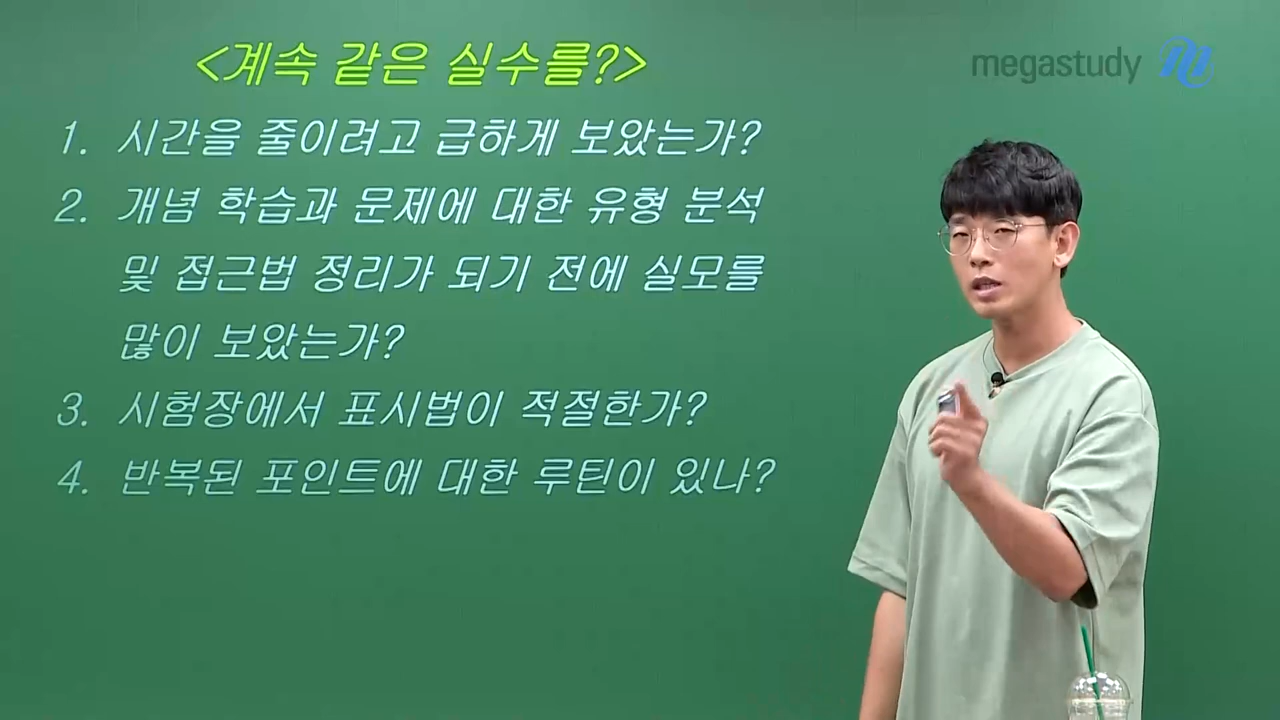 <계속 같은 실수를?>
megastudy
1. 시간을 줄이려고 급하게 보았는가?
2. 개념 학습과 문제에 대한 유형 분석
및 접근법 정리가 되기 전에 실모를
많이 보았는가?
3. 시험장에서 표시법이 적절한가?
4. 반복된 포인트에 대한 루틴이 있나?